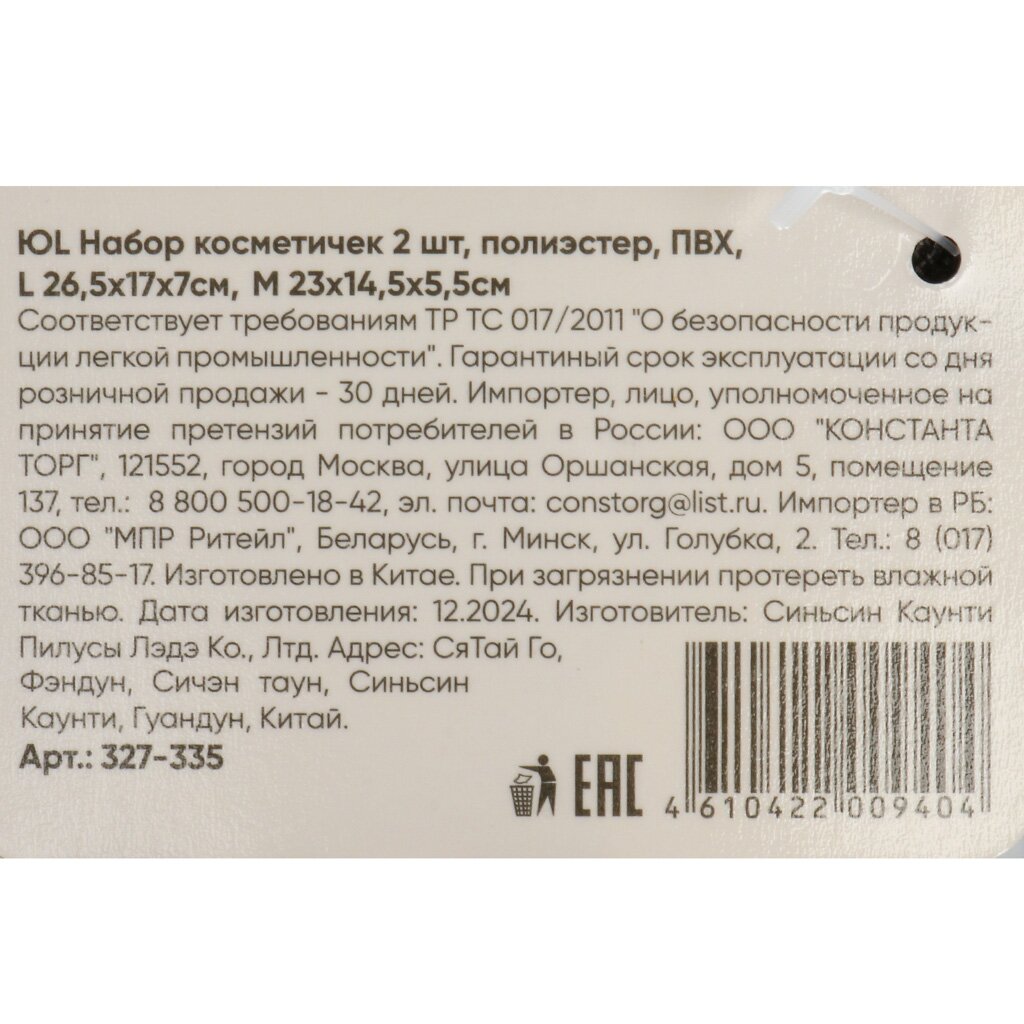 ЮL Набор косметичек 2 шт, полиэстер, ПВХ,
L 26,5х17х7см, M 23х14,5х5,5см
Соответствует требованиям ТР ТС 017/2011 "О безопасности продук-
ции легкой промышленности". Гарантиный срок эксплуатации со дня
розничной продажи - 30 дней. Импортер, лицо, уполномоченное на
принятие претензий потребителей в России: ООО "КОНСТАНТА
ТОРГ", 121552, город Москва, улица Оршанская, дом 5, помещение
137, тел.: 8 800 500-18-42, эл. почта: constorg@list.ru. Импортер в РБ:
ООО "МПР Ритейл", Беларусь, г. Минск, ул. Голубка, 2. Тел.: 8 (017)
396-85-17. Изготовлено в Китае. При загрязнении протереть влажной
тканью. Дата изготовления: 12.2024. Изготовитель: Синьсин Каунти
Пилусы Лэдэ Ко., Лтд. Адрес: СяТай Го,
Фэндун, Сичэн таун, Синьсин
Каунти, Гуандун, Китай.
Арт.: 327-335
EAC
4 610422 009404